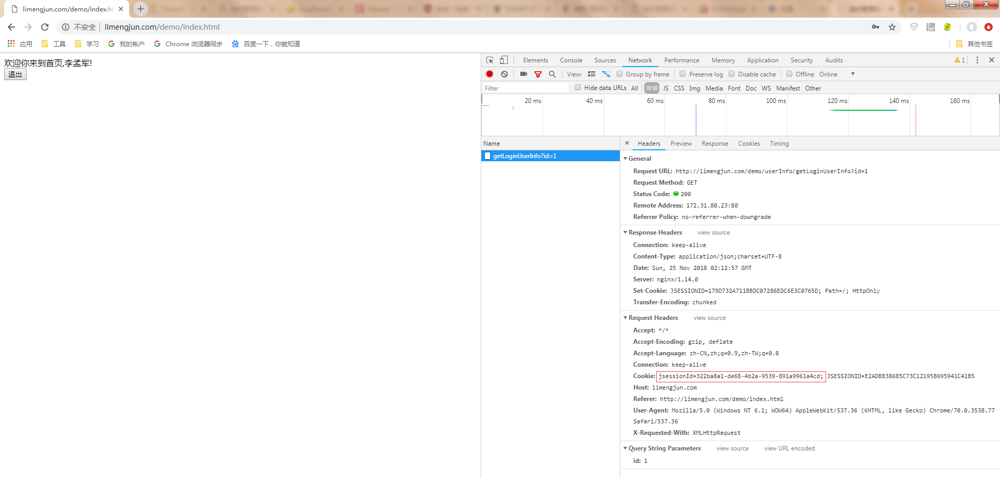 limengjun.com/demo/index.ht
不安全 limengjun.com/demo/index.html
应用 工具 学习 我的帐户 Chrome 浏览器同步 百度一下，你就知道 其他书签
欢迎你来到首页,李孟军!
退出
Elements Console Sources Network Performance Memory Application Security Audits 1
View: Group by frame Preserve log Disable cache Offline Online
Filter Hide data URLs All XHR JS CSS Img Media Font Doc WS Manifest Other
20 ms 40 ms 60 ms 80 ms 100 ms 120 ms 140 ms 160 ms
Name
getLoginUserInfo?id=1
Headers Preview Response Cookies Timing
General
Request URL: http://limengjun.com/demo/userInfo/getLoginUserInfo?id=1
Request Method: GET
Status Code: 200
Remote Address: 172.31.80.23:80
Referrer Policy: no-referrer-when-downgrade
Response Headers view source
Connection: keep-alive
Content-Type: application/json;charset=UTF-8
Date: Sun, 25 Nov 2018 02:12:57 GMT
Server: nginx/1.14.0
Set-Cookie: JSESSIONID=179D732A711BBDC07286EDC6E3C0765D; Path=/; HttpOnly
Transfer-Encoding: chunked
Request Headers view source
Accept: */*
Accept-Encoding: gzip, deflate
Accept-Language: zh-CN,zh;q=0.9,zh-TW;q=0.8
Connection: keep-alive
Cookie: jsessionId=322ba8a1-de68-4b2a-9539-891a9961a4cd; JSESSIONID=E2ADBB38685C73C12195B695941C41B5
Host: limengjun.com
Referer: http://limengjun.com/demo/index.html
User-Agent: Mozilla/5.0 (Windows NT 6.1; WOW64) AppleWebKit/537.36 (KHTML, like Gecko) Chrome/70.0.3538.77
Safari/537.36
X-Requested-With: XMLHttpRequest
Query String Parameters view source view URL encoded
id: 1